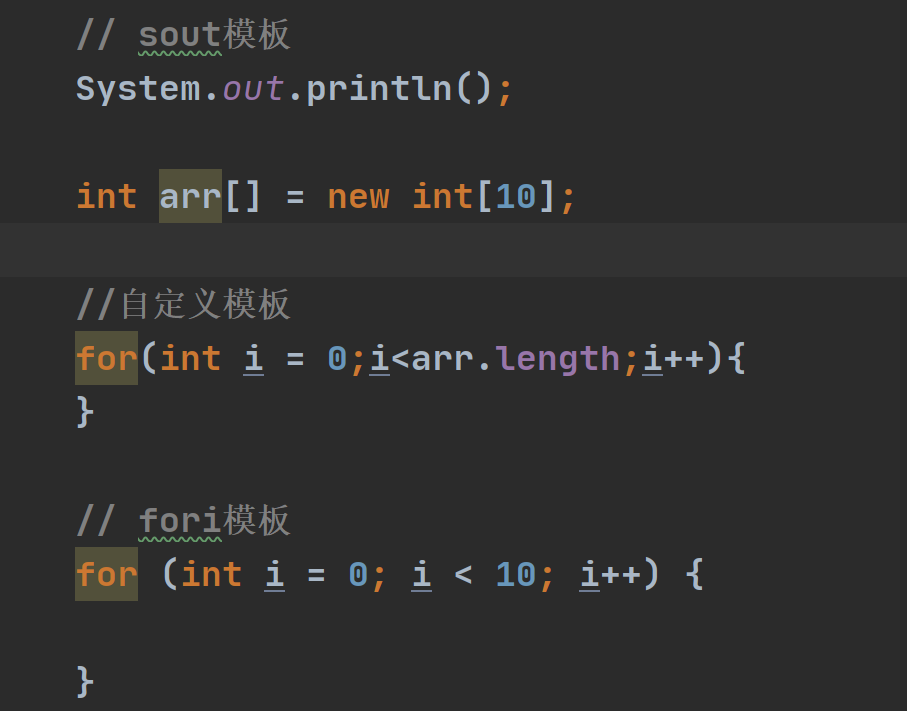 // sout模板
System.out.println();
int arr[] = new int[10];
//自定义模板
for(int i = 0;i<arr.length;i++){
}
// fori模板
for (int i = 0; i < 10; i++) {
}